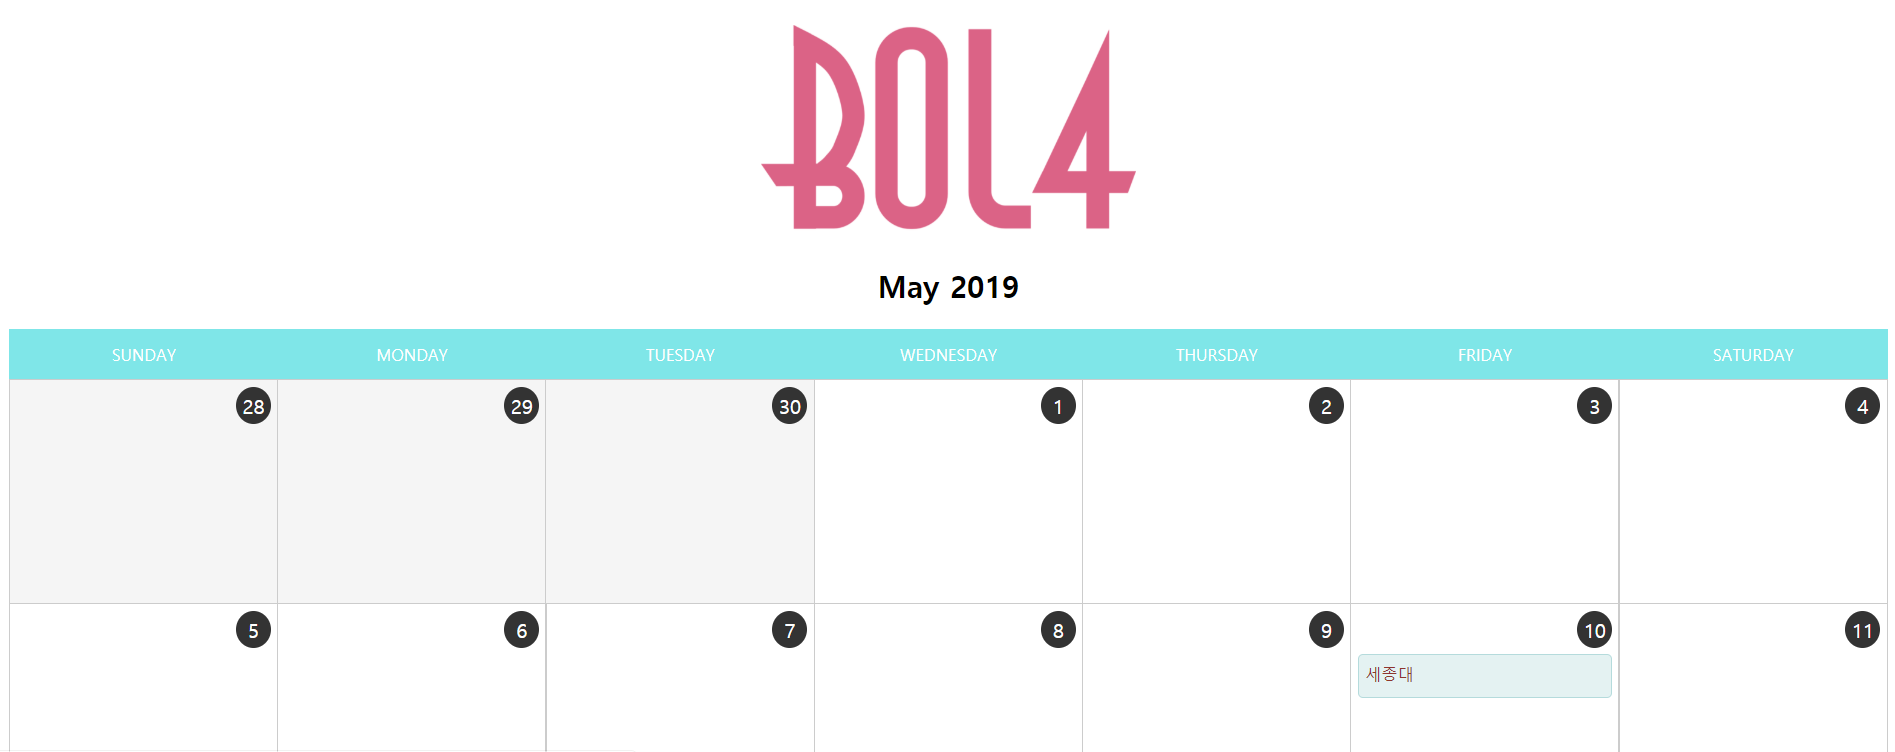 BOL4
May 2019
SUNDAY MONDAY TUESDAY WEDNESDAY THURSDAY FRIDAY SATURDAY
28 29 30 1 2 3 4
5 6 7 8 9 10 11
세종대